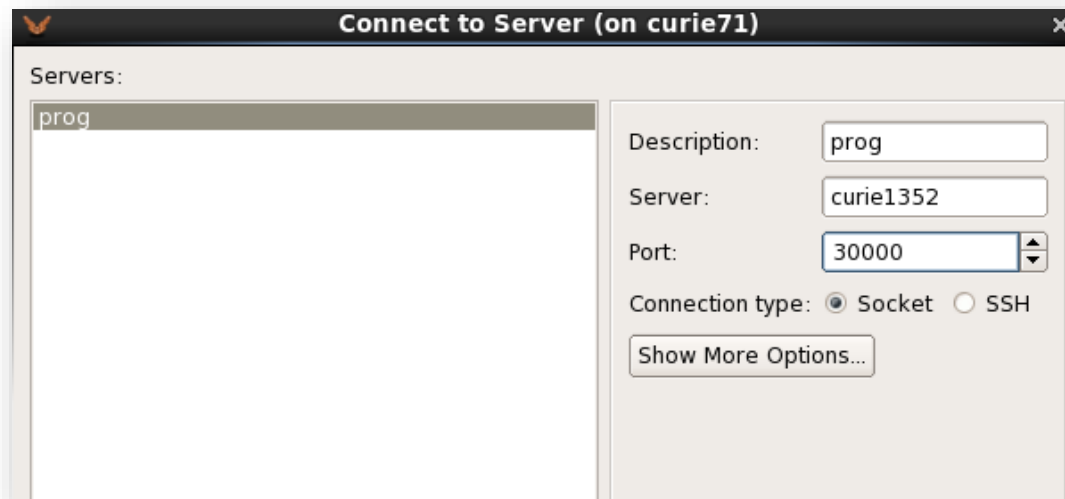 Connect to Server (on curie71)
Servers:
prog
Description: prog
Server: curie1352
Port: 30000
Connection type: Socket SSH
Show More Options...